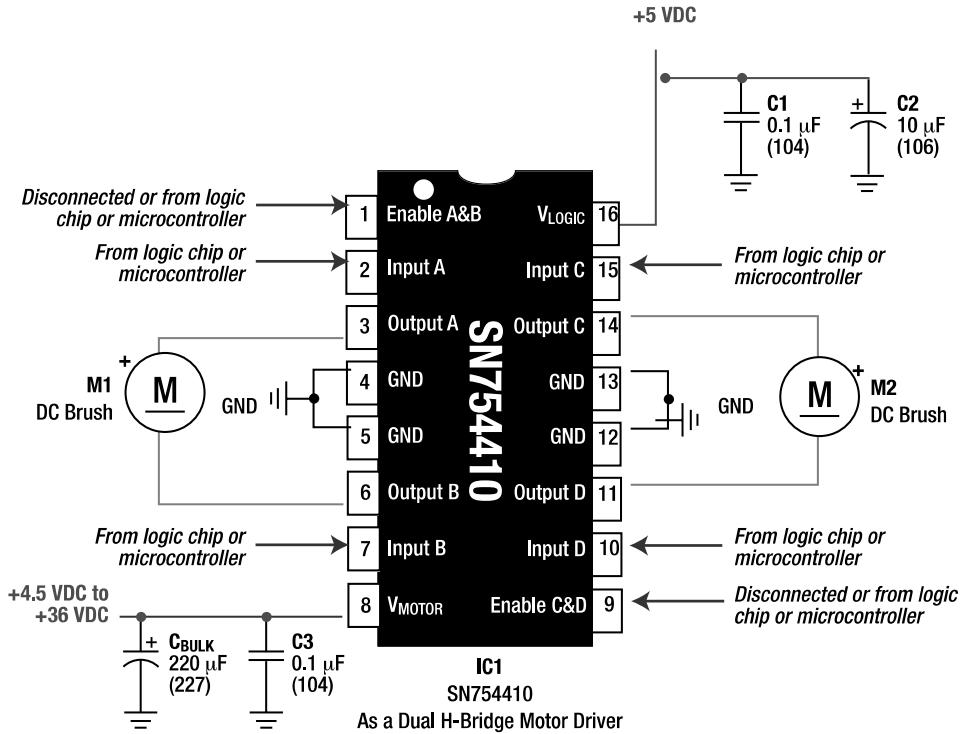 +5 VDC
C1
0.1 µF
(104)
+
C2
10 µF
(106)
Disconnected or from logic
chip or microcontroller
1
Enable A&B
VLOGIC
16
From logic chip or
microcontroller
2
Input A
Input C
15
From logic chip or
microcontroller
3
Output A
Output C
14
SN754410
+
M1
DC Brush
M
GND
4
GND
GND
13
5
GND
GND
12
GND
+
M
M2
DC Brush
6
Output B
Output D
11
From logic chip or
microcontroller
7
Input B
Input D
10
From logic chip or
microcontroller
+4.5 VDC to
+36 VDC
8
VMOTOR
Enable C&D
9
Disconnected or from logic
chip or microcontroller
+
CBULK
220 µF
(227)
C3
0.1 µF
(104)
IC1
SN754410
As a Dual H-Bridge Motor Driver